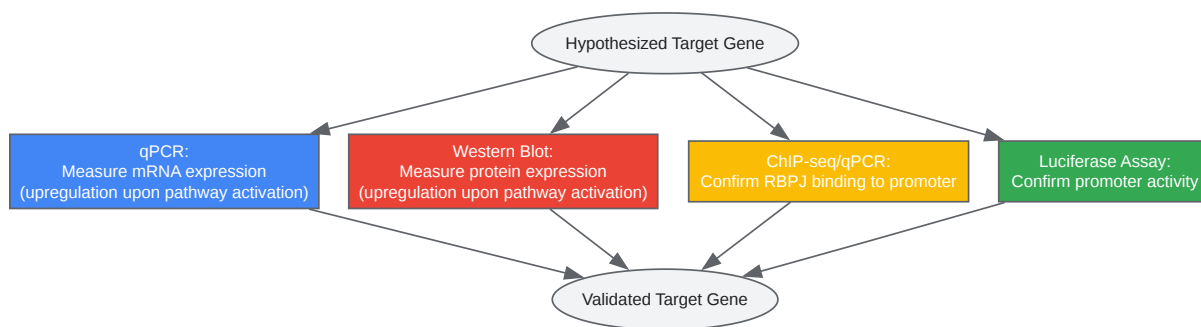 Hypothesized Target Gene
qPCR:
Measure mRNA expression
(upregulation upon pathway activation)
Western Blot:
Measure protein expression
(upregulation upon pathway activation)
ChIP-seq/qPCR:
Confirm RBPJ binding to promoter
Luciferase Assay:
Confirm promoter activity
Validated Target Gene